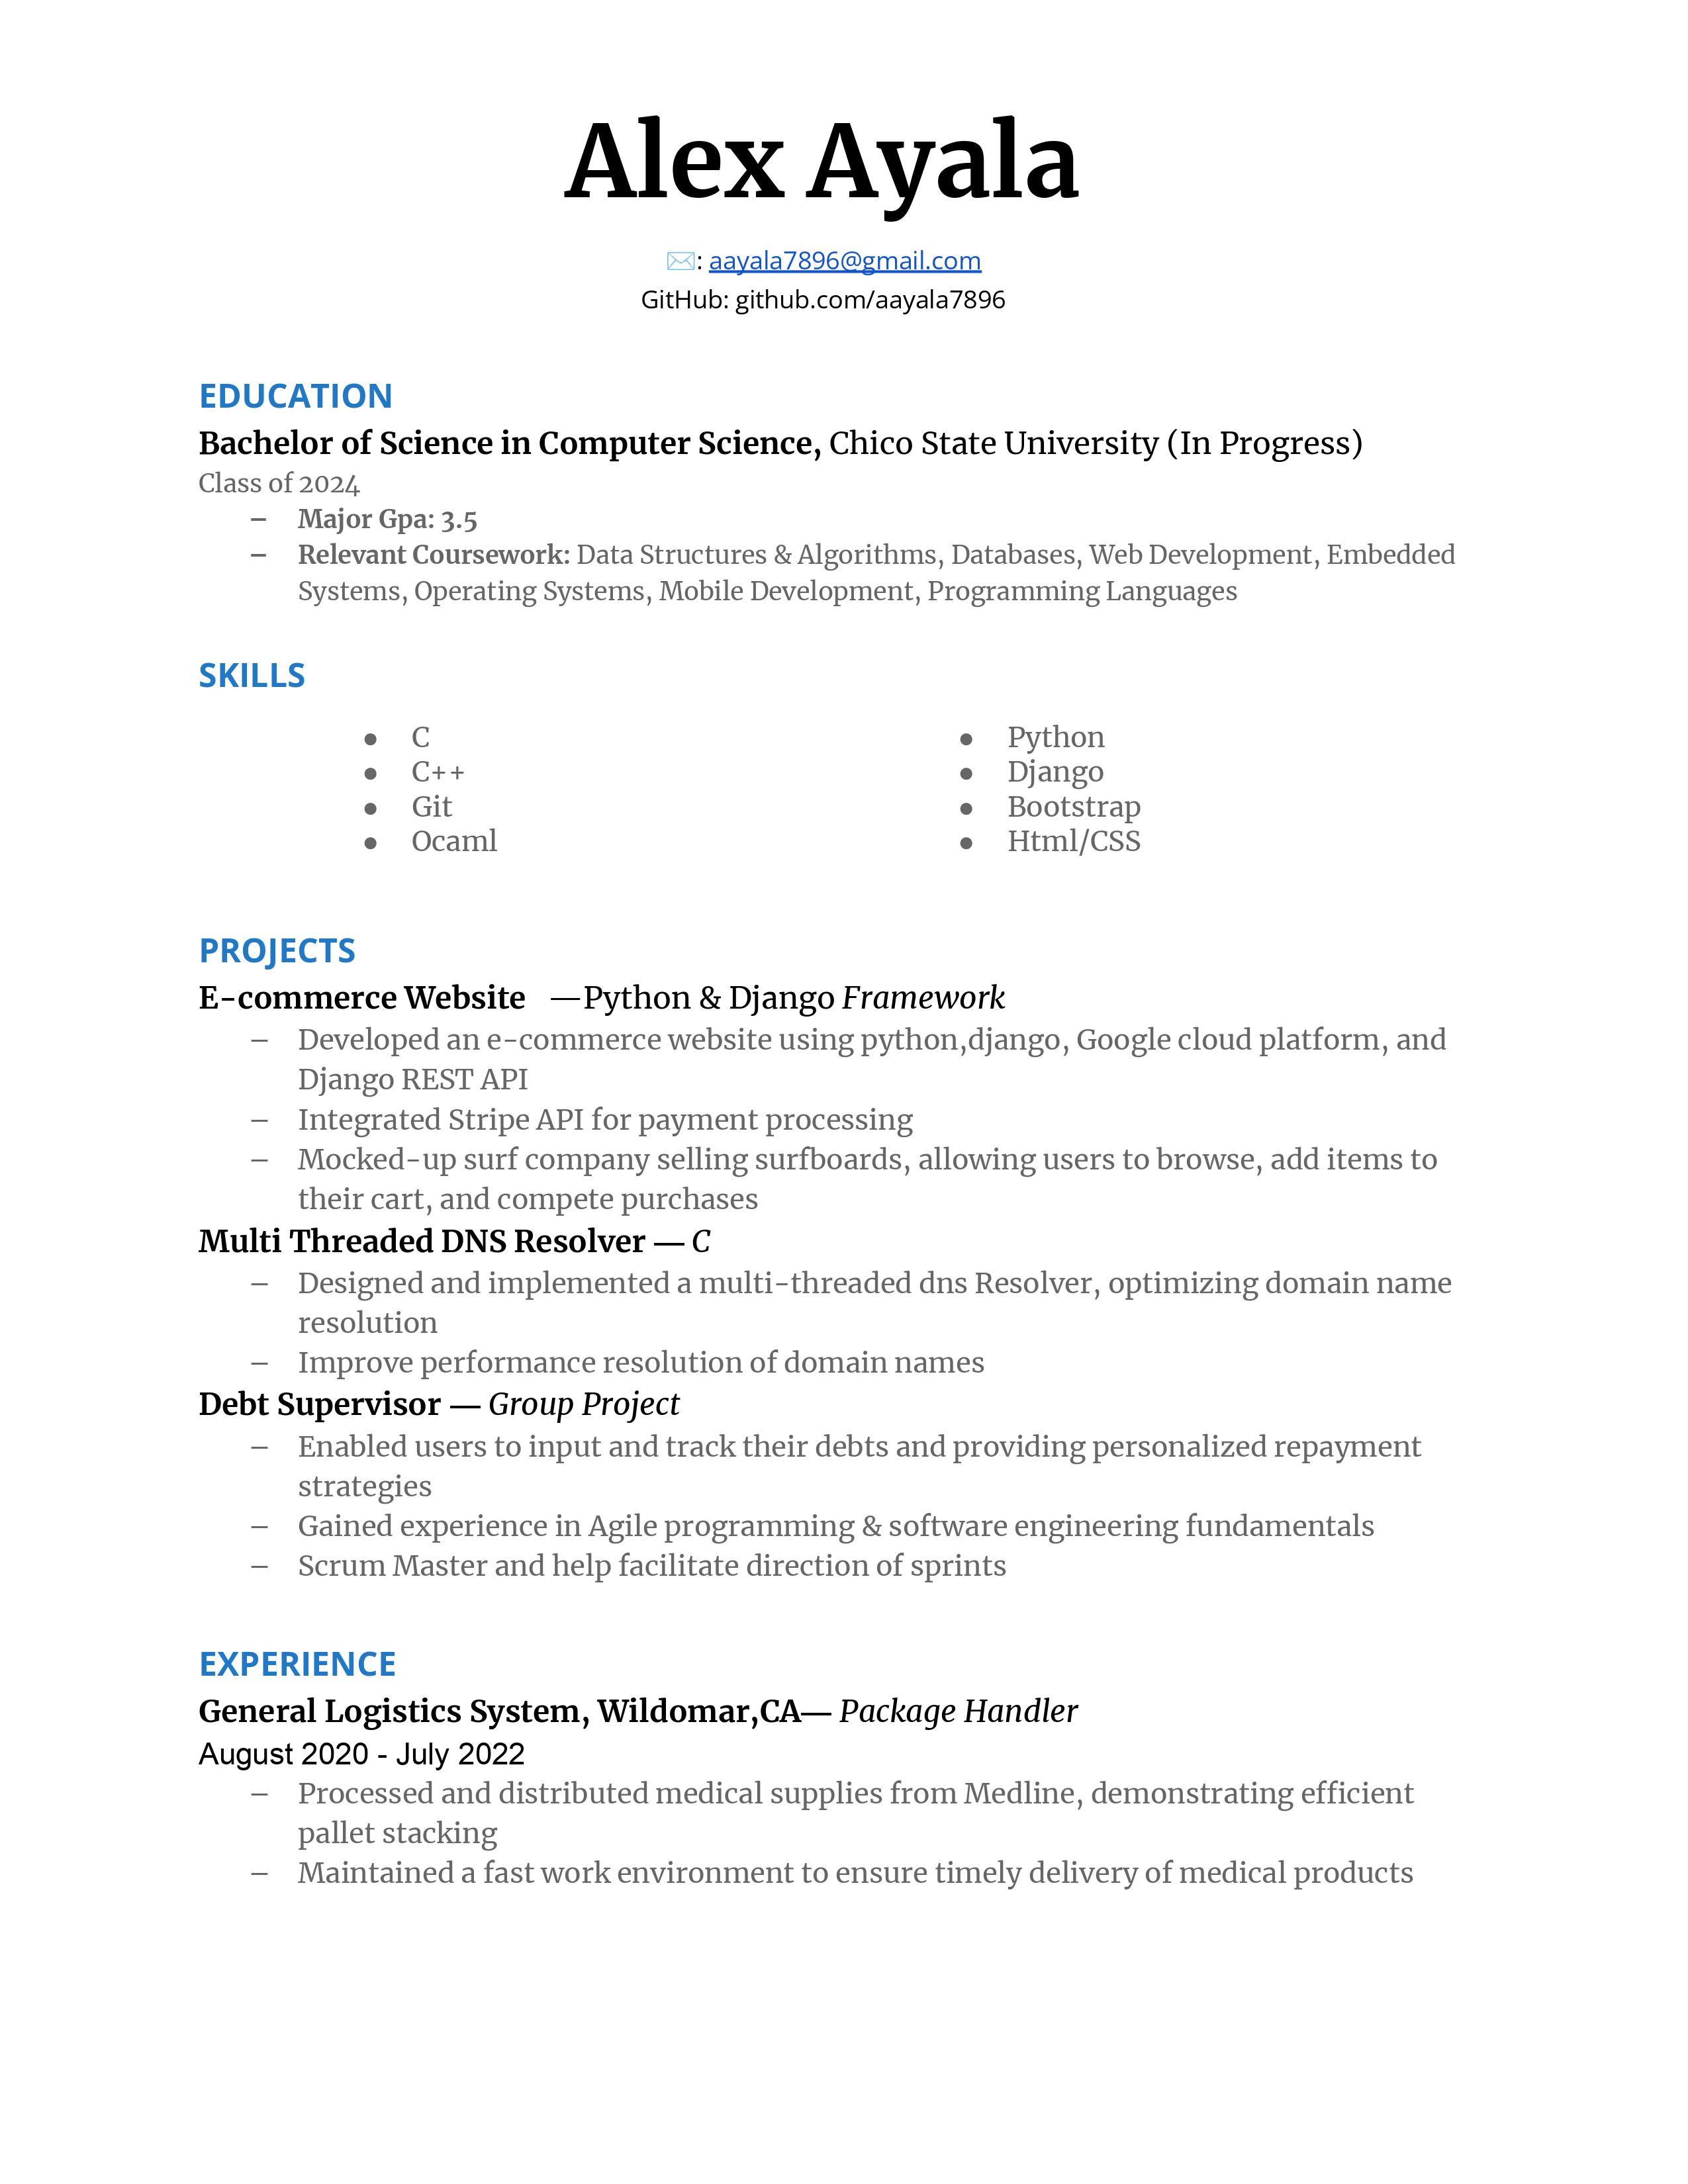 Alex Ayala
✉️: aayala7896@gmail.com
GitHub: github.com/aayala7896
EDUCATION
Bachelor of Science in Computer Science, Chico State University (In Progress)
Class of 2024
– Major Gpa: 3.5
– Relevant Coursework: Data Structures & Algorithms, Databases, Web Development, Embedded
Systems, Operating Systems, Mobile Development, Programming Languages
SKILLS
● C
● C++
● Git
● Ocaml
● Python
● Django
● Bootstrap
● Html/CSS
PROJECTS
E-commerce Website —Python & Django Framework
– Developed an e-commerce website using python,django, Google cloud platform, and
Django REST API
– Integrated Stripe API for payment processing
– Mocked-up surf company selling surfboards, allowing users to browse, add items to
their cart, and compete purchases
Multi Threaded DNS Resolver — C
– Designed and implemented a multi-threaded dns Resolver, optimizing domain name
resolution
– Improve performance resolution of domain names
Debt Supervisor — Group Project
– Enabled users to input and track their debts and providing personalized repayment
strategies
– Gained experience in Agile programming & software engineering fundamentals
– Scrum Master and help facilitate direction of sprints
EXPERIENCE
General Logistics System, Wildomar,CA— Package Handler
August 2020 - July 2022
– Processed and distributed medical supplies from Medline, demonstrating efficient
pallet stacking
– Maintained a fast work environment to ensure timely delivery of medical products